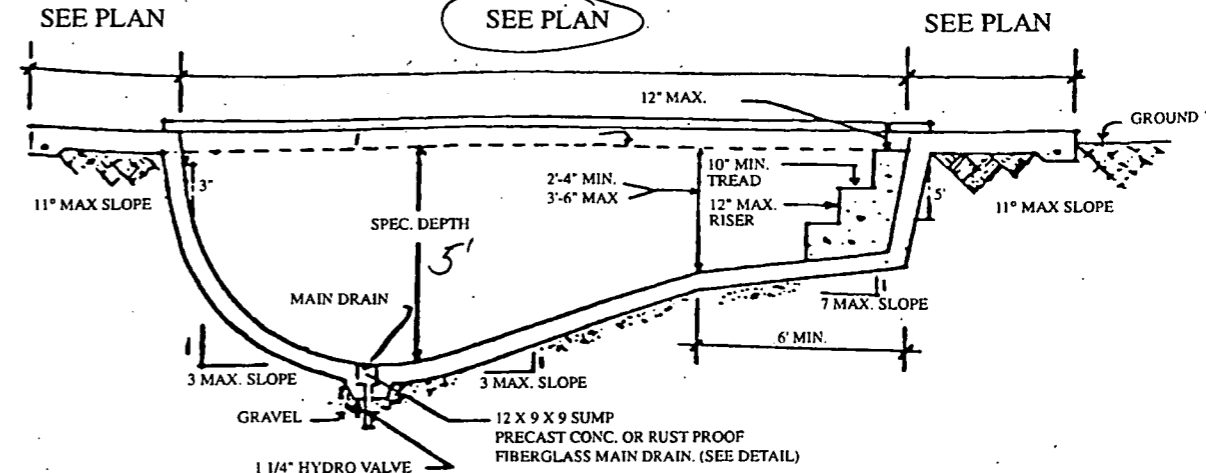 SEE PLAN
SEE PLAN
SEE PLAN
12" MAX.
GROUND
3"
2'-4" MIN.
3'-6" MAX
10" MIN.
TREAD
12" MAX.
RISER
5'
11° MAX SLOPE
11° MAX SLOPE
SPEC. DEPTH
5'
MAIN DRAIN
7 MAX. SLOPE
1
6' MIN.
1
1
3 MAX. SLOPE
3 MAX. SLOPE
GRAVEL
12 X 9 X 9 SUMP
PRECAST CONC. OR RUST PROOF
FIBERGLASS MAIN DRAIN. (SEE DETAIL)
1 1/4" HYDRO VALVE